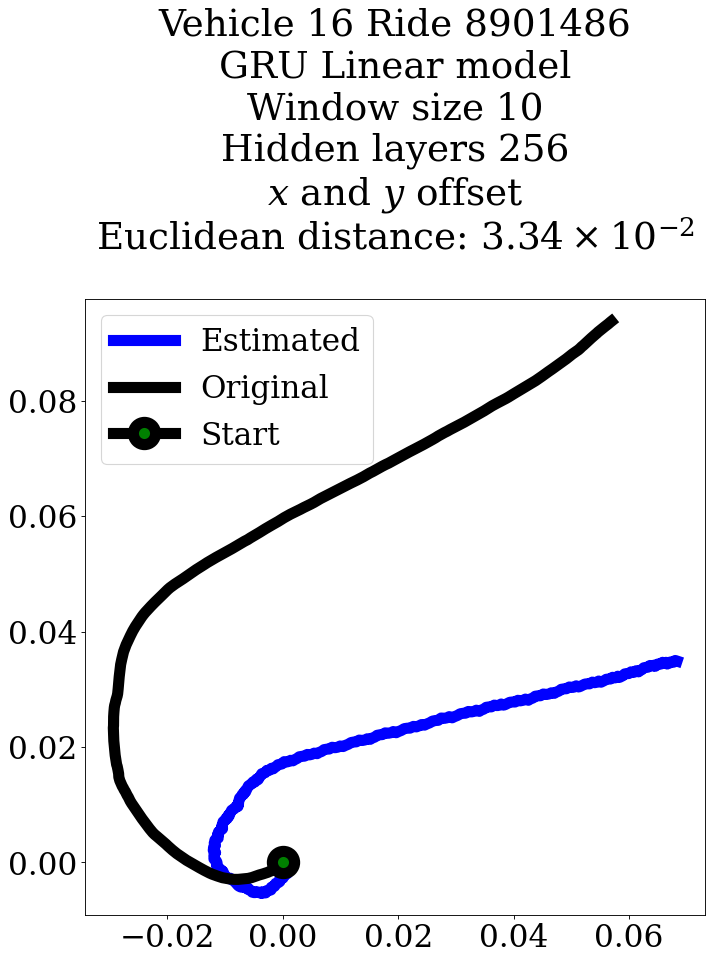 Vehicle 16 Ride 8901486
GRU Linear model
Window size 10
Hidden layers 256
x and y offset
Euclidean distance: 3.34 × 10⁻²
Estimated
Original
Start
0.08
0.06
0.04
0.02
0.00
−0.02 0.00 0.02 0.04 0.06